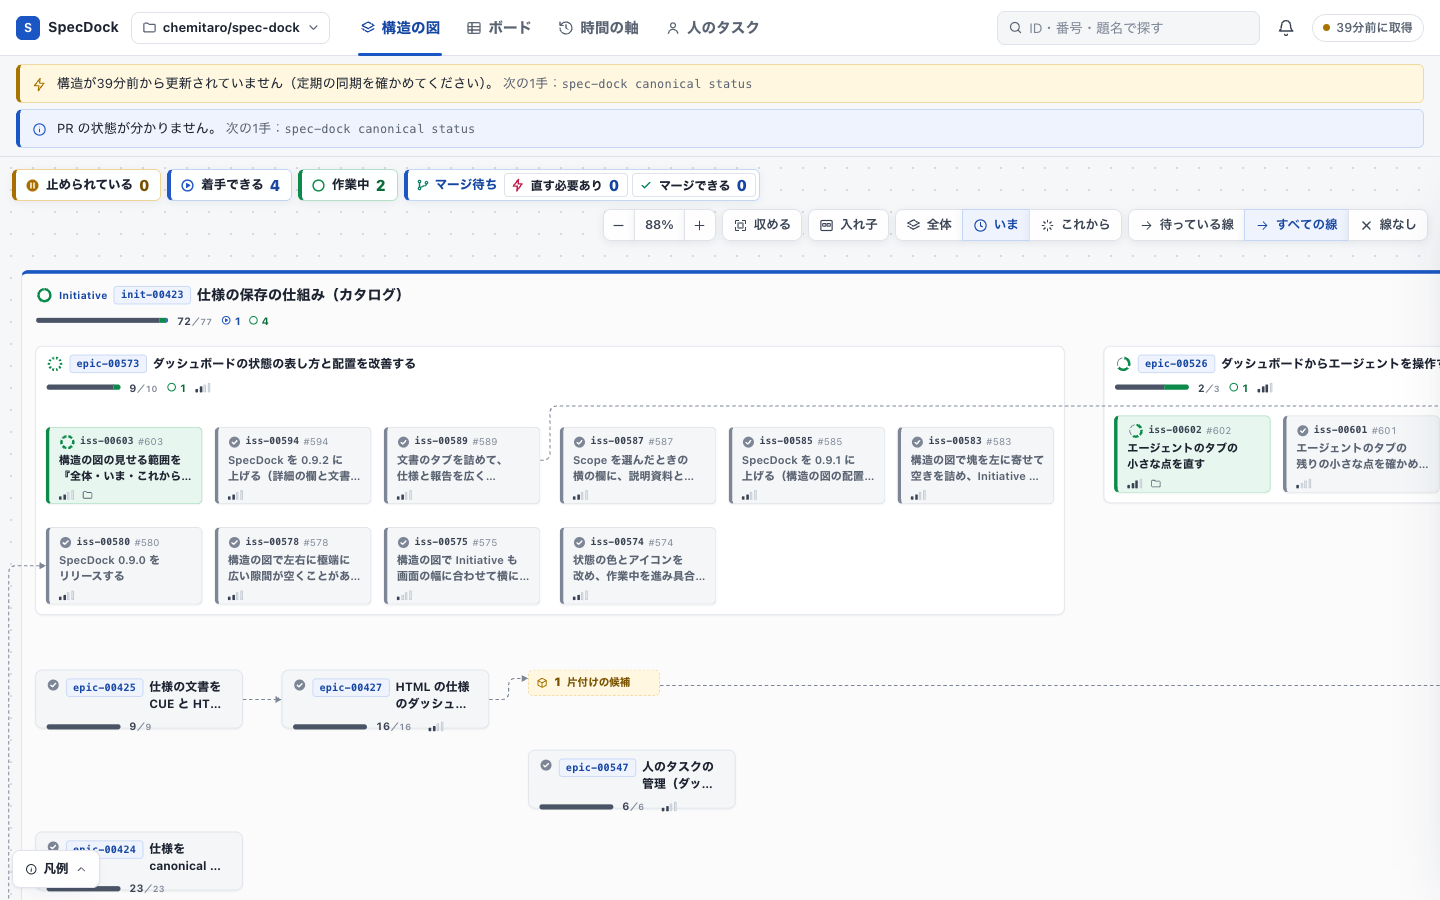 S SpecDock chemitaro/spec-dock 構造の図 ボード 時間の軸 人のタスク ID・番号・題名で探す 39分前に取得
構造が39分前から更新されていません（定期の同期を確かめてください）。 次の1手：spec-dock canonical status
PR の状態が分かりません。 次の1手：spec-dock canonical status
止められている 0 着手できる 4 作業中 2 マージ待ち 直す必要あり 0 マージできる 0
88% 収める 入れ子 全体 いま これから 待っている線 すべての線 線なし
Initiative init-00423 仕様の保存の仕組み（カタログ）
72/77 1 4
epic-00573 ダッシュボードの状態の表し方と配置を改善する
9/10 1
epic-00526 ダッシュボードからエージェントを操作
2/3 1
iss-00603 #603
構造の図の見せる範囲を
『全体・いま・これから…
iss-00594 #594
SpecDock を 0.9.2 に
上げる（詳細の欄と文書…
iss-00589 #589
文書のタブを詰めて、
仕様と報告を広く…
iss-00587 #587
Scope を選んだときの
横の欄に、説明資料と…
iss-00585 #585
SpecDock を 0.9.1 に
上げる（構造の図の配置…
iss-00583 #583
構造の図で塊を左に寄せて
空きを詰め、Initiative …
iss-00602 #602
エージェントのタブの
小さな点を直す
iss-00601 #601
エージェントのタブの
残りの小さな点を確かめ…
iss-00580 #580
SpecDock 0.9.0 を
リリースする
iss-00578 #578
構造の図で左右に極端に
広い隙間が空くことがあ…
iss-00575 #575
構造の図で Initiative も
画面の幅に合わせて横に…
iss-00574 #574
状態の色とアイコンを
改め、作業中を進み具合…
epic-00425 仕様の文書を
CUE と HT…
9/9
epic-00427 HTML の仕様
のダッシュ…
16/16
1 片付けの候補
epic-00547 人のタスクの
管理（ダッ…
6/6
epic-00424 仕様を
canonical …
23/23
凡例